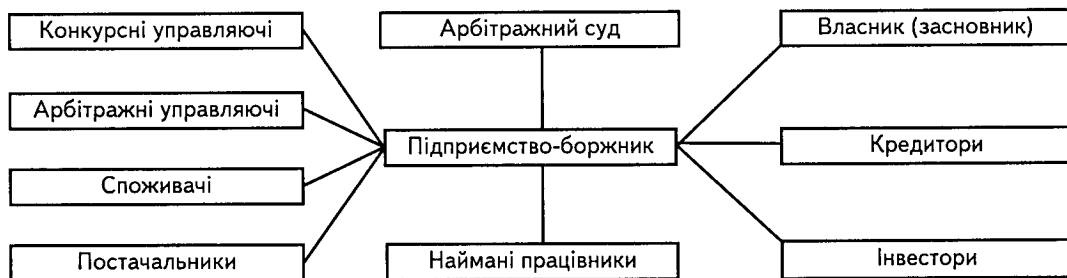 Конкурсні управляючі
Арбітражний суд
Власник (засновник)
Арбітражні управляючі
Підприємство-боржник
Кредитори
Споживачі
Постачальники
Наймані працівники
Інвестори